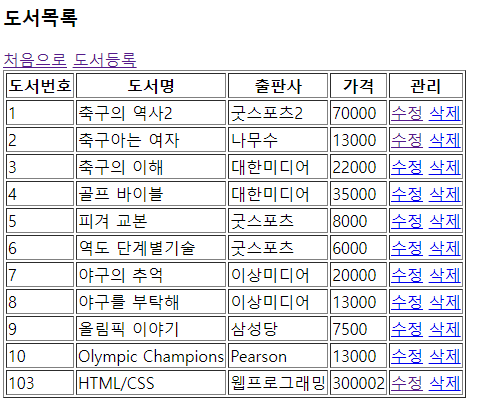 도서목록
처음으로 도서등록
도서번호 도서명 출판사 가격 관리
1 축구의 역사2 굿스포츠2 70000 수정 삭제
2 축구아는 여자 나무수 13000 수정 삭제
3 축구의 이해 대한미디어 22000 수정 삭제
4 골프 바이블 대한미디어 35000 수정 삭제
5 피겨 교본 굿스포츠 8000 수정 삭제
6 역도 단계별기술 굿스포츠 6000 수정 삭제
7 야구의 추억 이상미디어 20000 수정 삭제
8 야구를 부탁해 이상미디어 13000 수정 삭제
9 올림픽 이야기 삼성당 7500 수정 삭제
10 Olympic Champions Pearson 13000 수정 삭제
103 HTML/CSS 웹프로그래밍 300002 수정 삭제